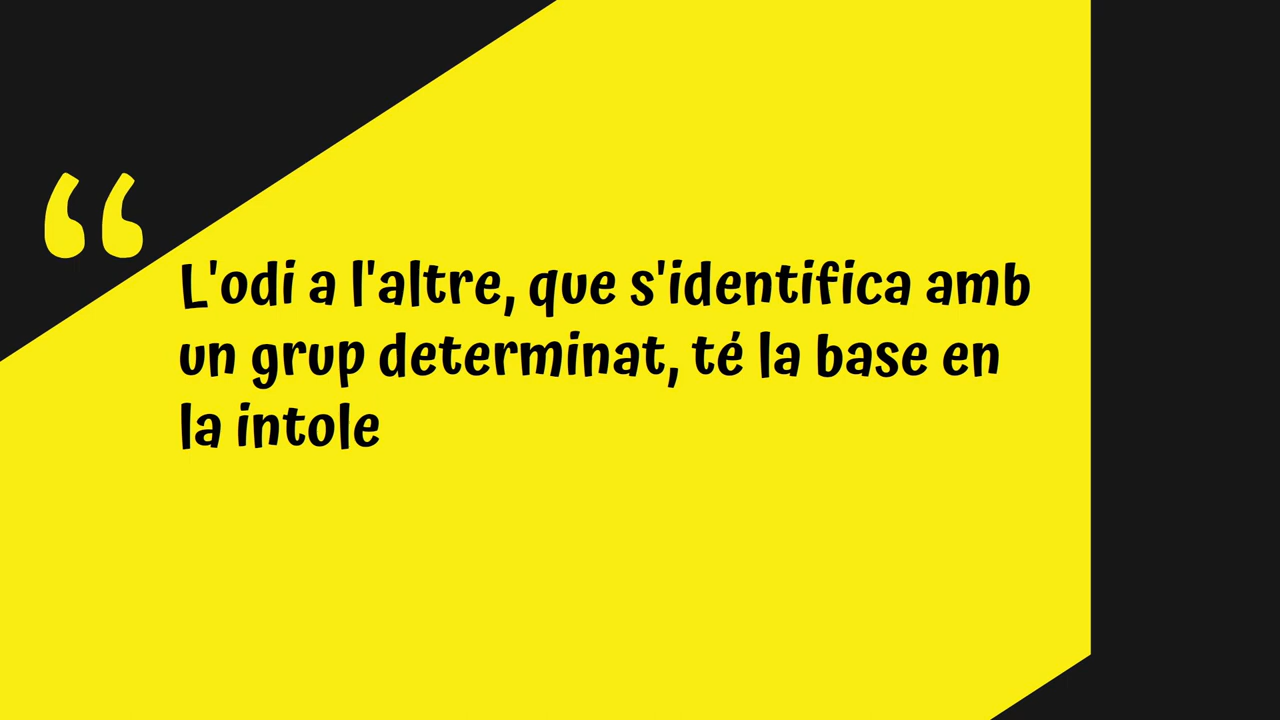 “
L'odi a l'altre, que s'identifica amb
un grup determinat, té la base en
la intole